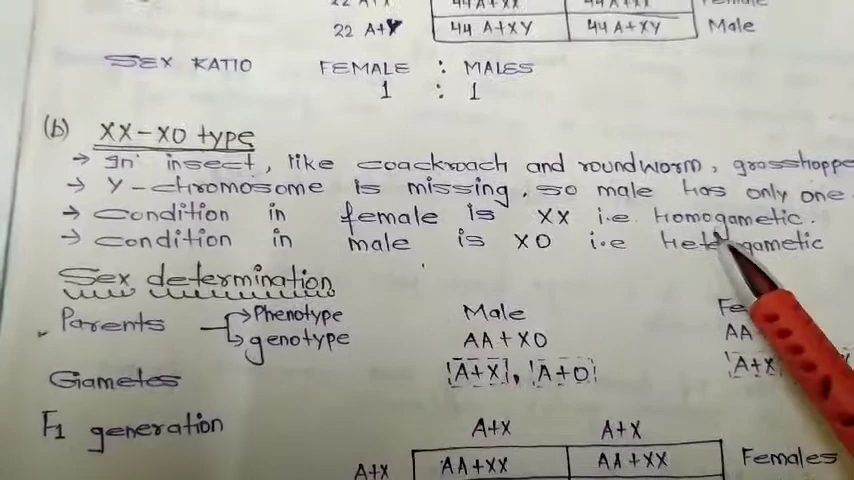 22 A+Y 44 A+XY 44 A+XY Male
SEX RATIO FEMALE : MALES
1 : 1
(b) XX-XO type
→ In insect, like coackroach and roundworm, grasshoppe
→ Y-chromosome is missing. so male has only one
→ condition in female is XX i.e Homogametic.
→ condition in male is XO i.e Heterogametic
Sex determination
Parents → Phenotype Male Fe
→ genotype AA+XO AA
Gametes A+X, A+O A+X
F1 generation A+X A+X
A+X AA+XX AA+XX Females